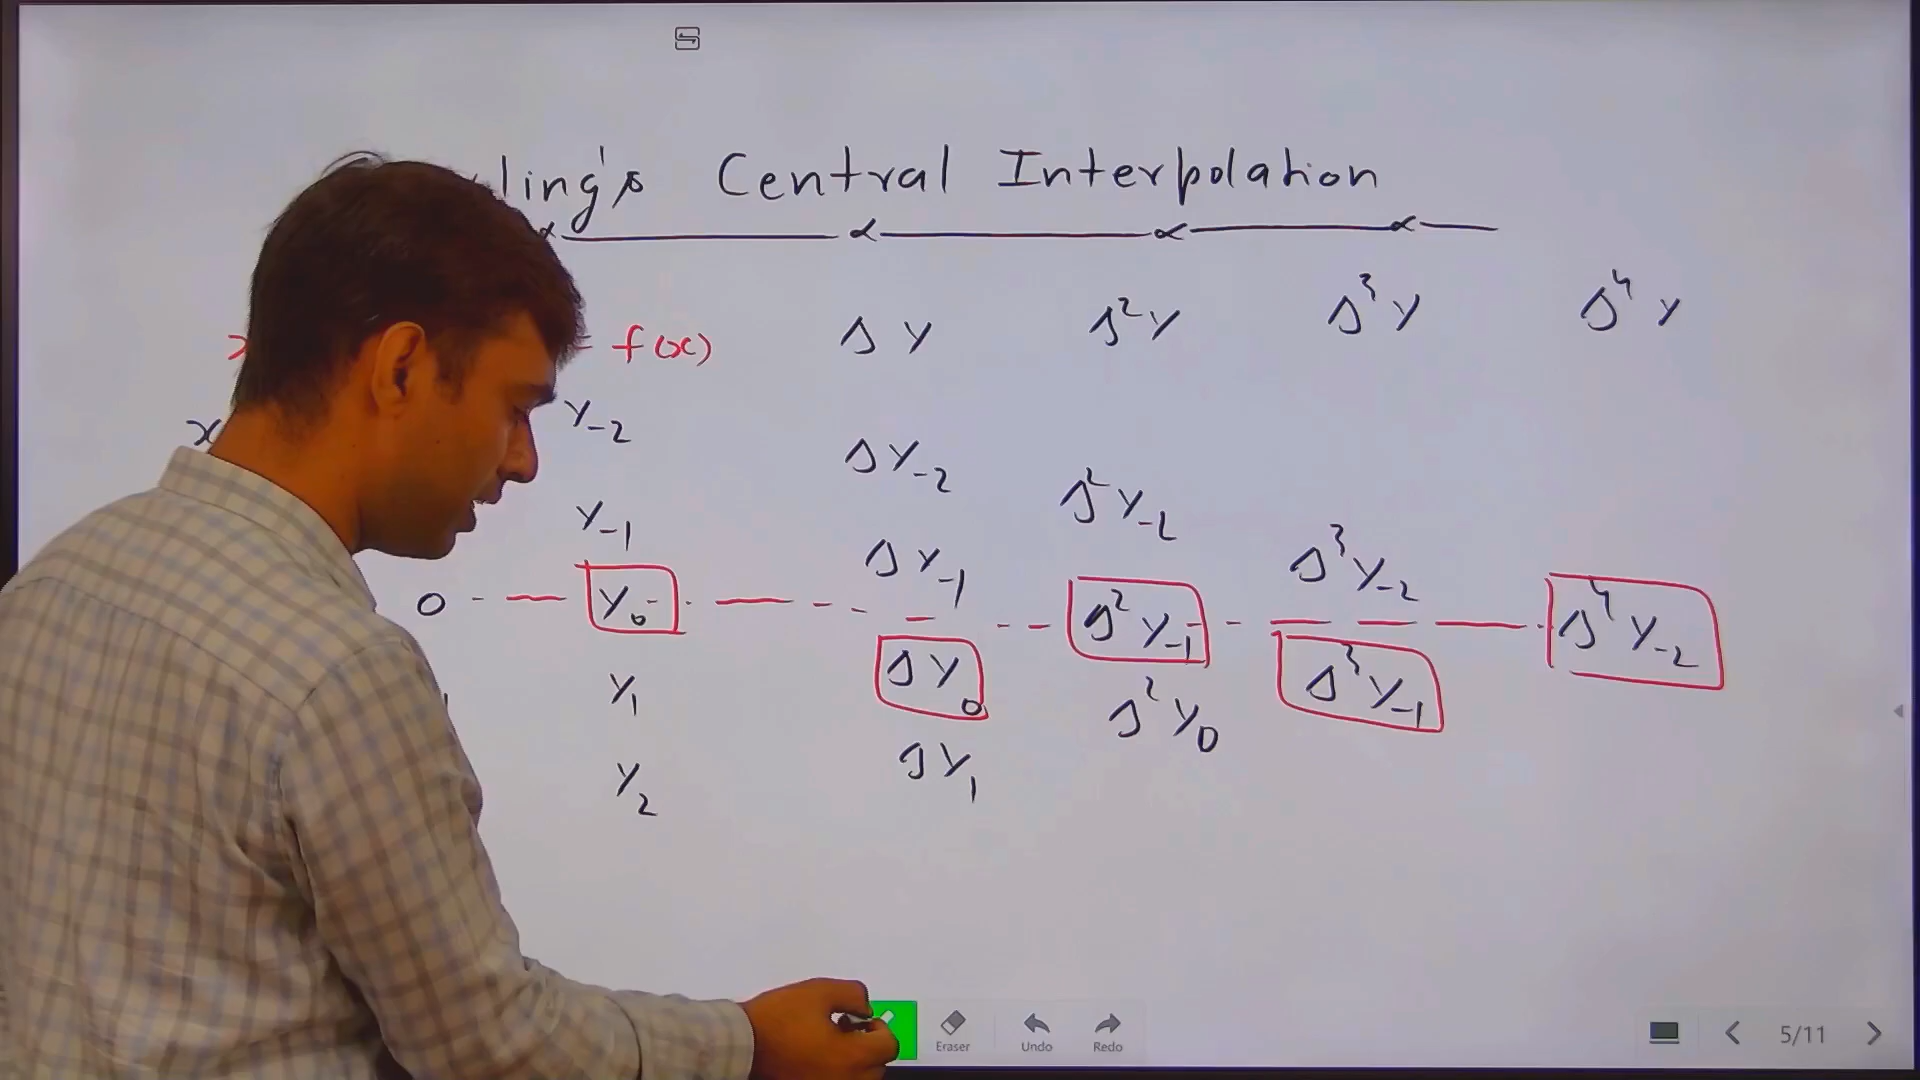 ling's Central Interpolation
= f(x) Δy Δ²y Δ³y Δ⁴y
y₋₂
Δy₋₂
y₋₁ Δ²y₋₂
Δy₋₁ Δ³y₋₂
0 y₀ Δ²y₋₁ Δ⁴y₋₂
Δy₀ Δ³y₋₁
y₁ Δ²y₀
Δy₁
y₂
Eraser Undo Redo 5/11